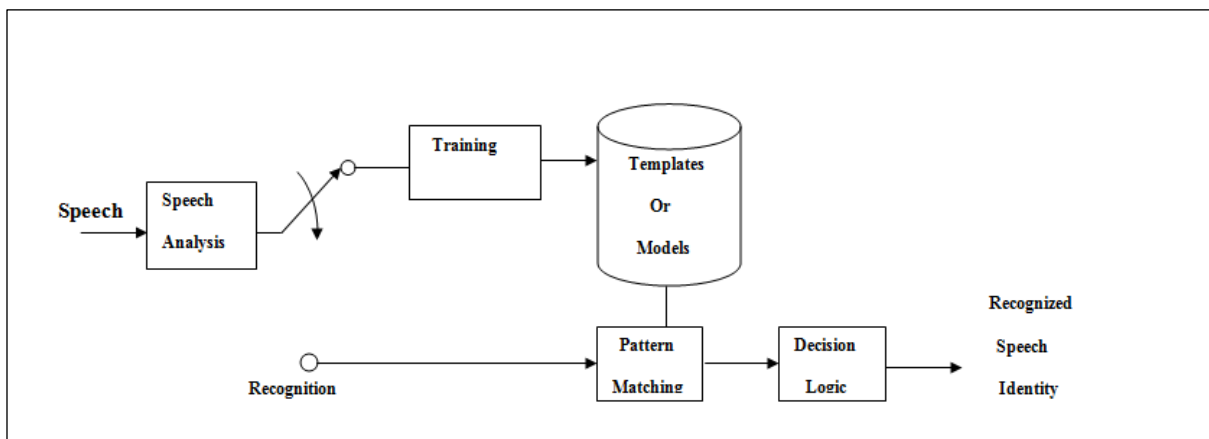 Speech
Speech
Analysis
Training
Templates
Or
Models
Recognition
Pattern
Matching
Decision
Logic
Recognized
Speech
Identity